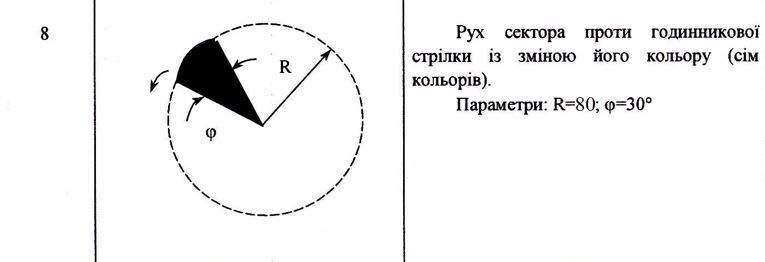 8
R
φ
Рух сектора проти годинникової
стрілки із зміною його кольору (сім
кольорів).
Параметри: R=80; φ=30°